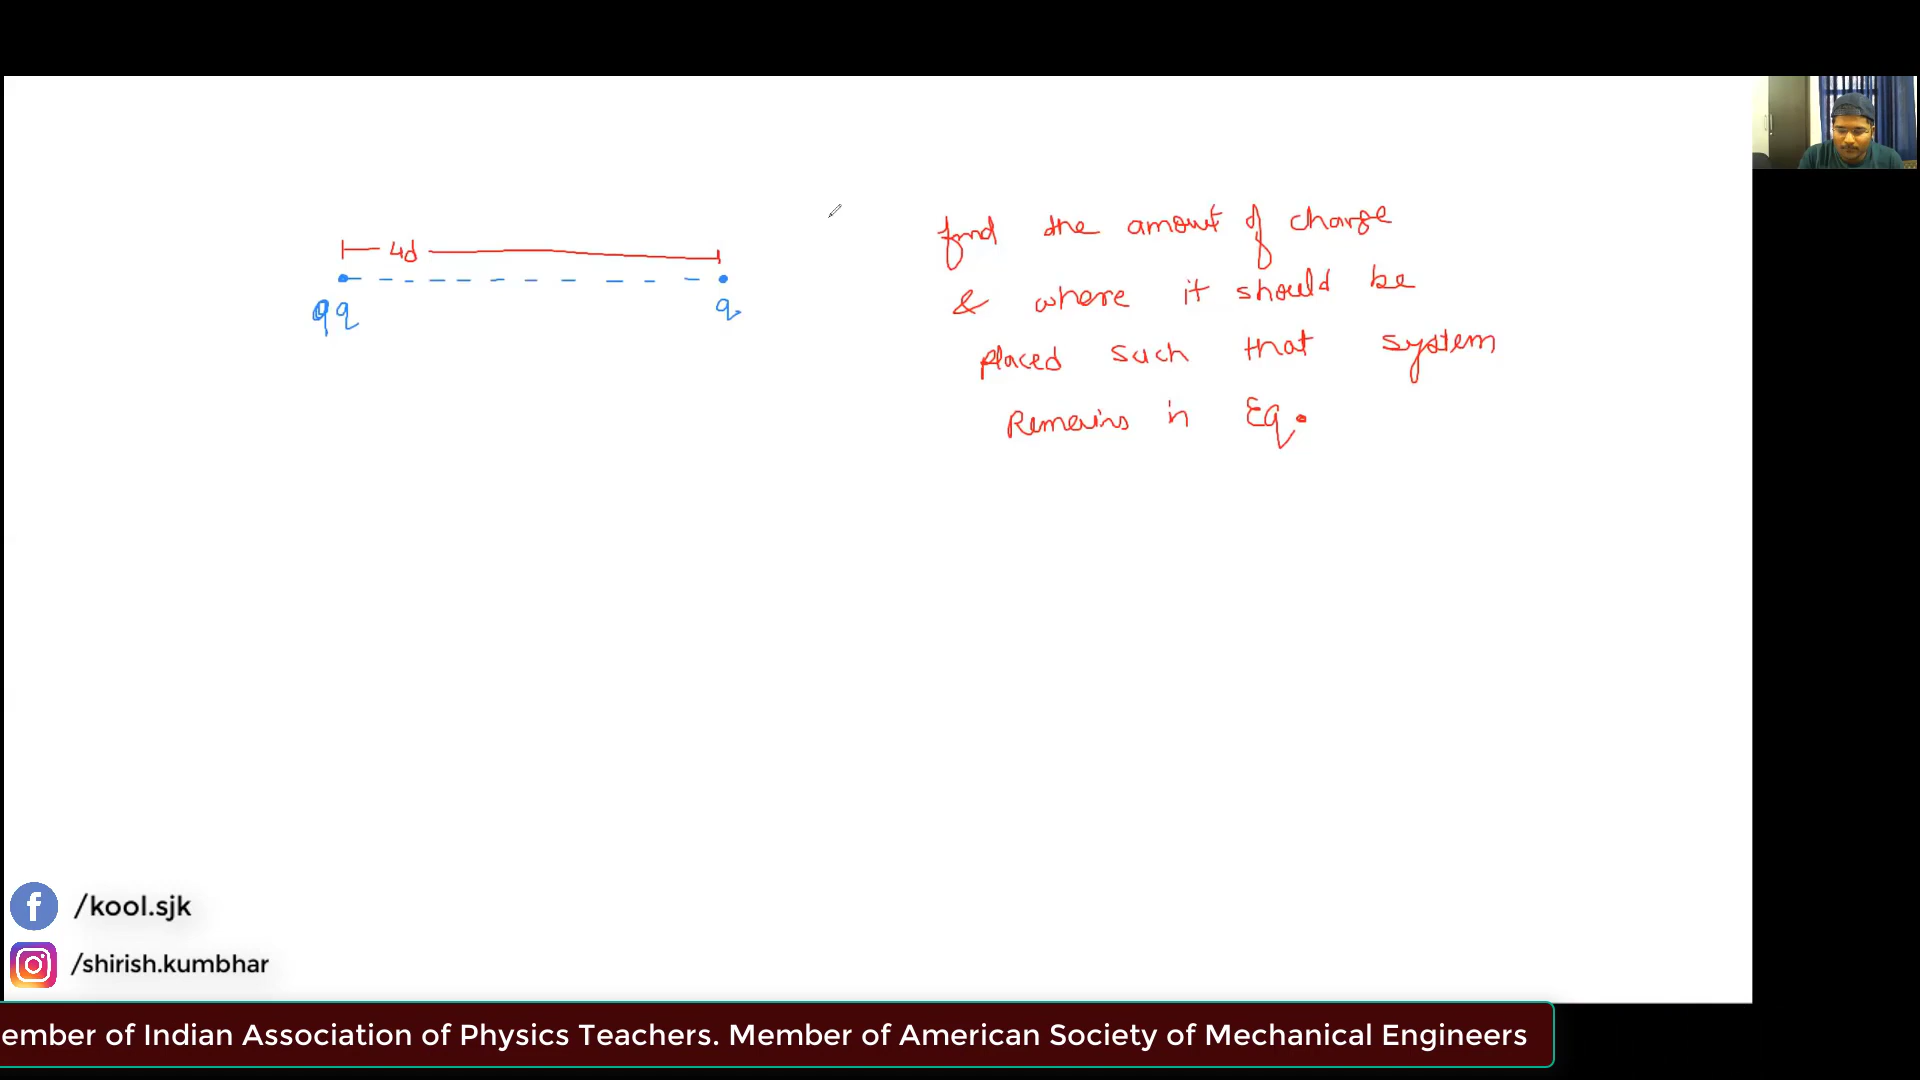 4d
9q
q
find the amount of charge
& where it should be
placed such that system
Remains in Eq.
/kool.sjk
/shirish.kumbhar
ember of Indian Association of Physics Teachers. Member of American Society of Mechanical Engineers